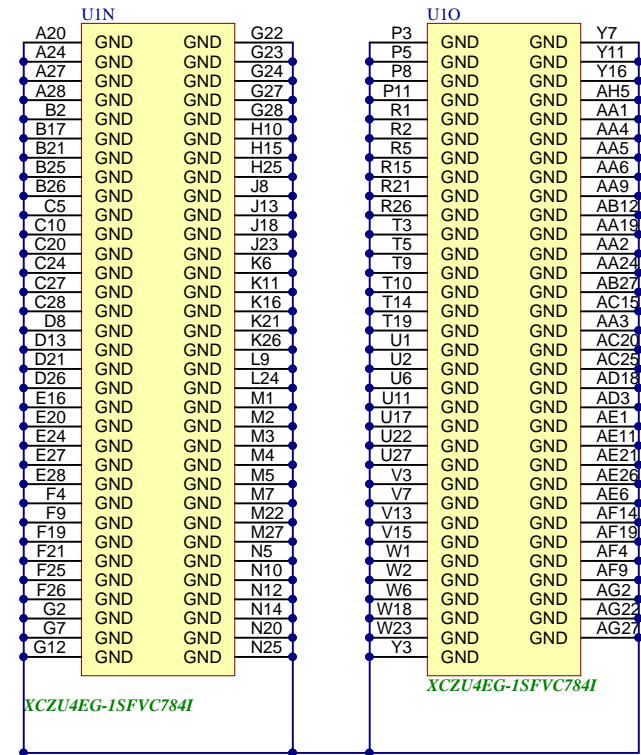 U1N
A20 GND GND G22
A24 GND GND G23
A27 GND GND G24
A28 GND GND G27
B2 GND GND G28
B17 GND GND H10
B21 GND GND H15
B25 GND GND H25
B26 GND GND J8
C5 GND GND J13
C10 GND GND J18
C20 GND GND J23
C24 GND GND K6
C27 GND GND K11
C28 GND GND K16
D8 GND GND K21
D13 GND GND K26
D21 GND GND L9
D26 GND GND L24
E16 GND GND M1
E20 GND GND M2
E24 GND GND M3
E27 GND GND M4
E28 GND GND M5
F4 GND GND M7
F9 GND GND M22
F19 GND GND M27
F21 GND GND N5
F25 GND GND N10
F26 GND GND N12
G2 GND GND N14
G7 GND GND N20
G12 GND GND N25
XCZU4EG-1SFVC784I
U1O
P3 GND GND Y7
P5 GND GND Y11
P8 GND GND Y16
P11 GND GND AH5
R1 GND GND AA1
R2 GND GND AA4
R5 GND GND AA5
R15 GND GND AA6
R21 GND GND AA9
R26 GND GND AB12
T3 GND GND AA19
T5 GND GND AA2
T9 GND GND AA24
T10 GND GND AB27
T14 GND GND AC15
T19 GND GND AA3
U1 GND GND AC20
U2 GND GND AC25
U6 GND GND AD18
U11 GND GND AD3
U17 GND GND AE1
U22 GND GND AE11
U27 GND GND AE21
V3 GND GND AE26
V7 GND GND AE6
V13 GND GND AF14
V15 GND GND AF19
W1 GND GND AF4
W2 GND GND AF9
W6 GND GND AG2
W18 GND GND AG22
W23 GND GND AG27
Y3 GND
XCZU4EG-1SFVC784I